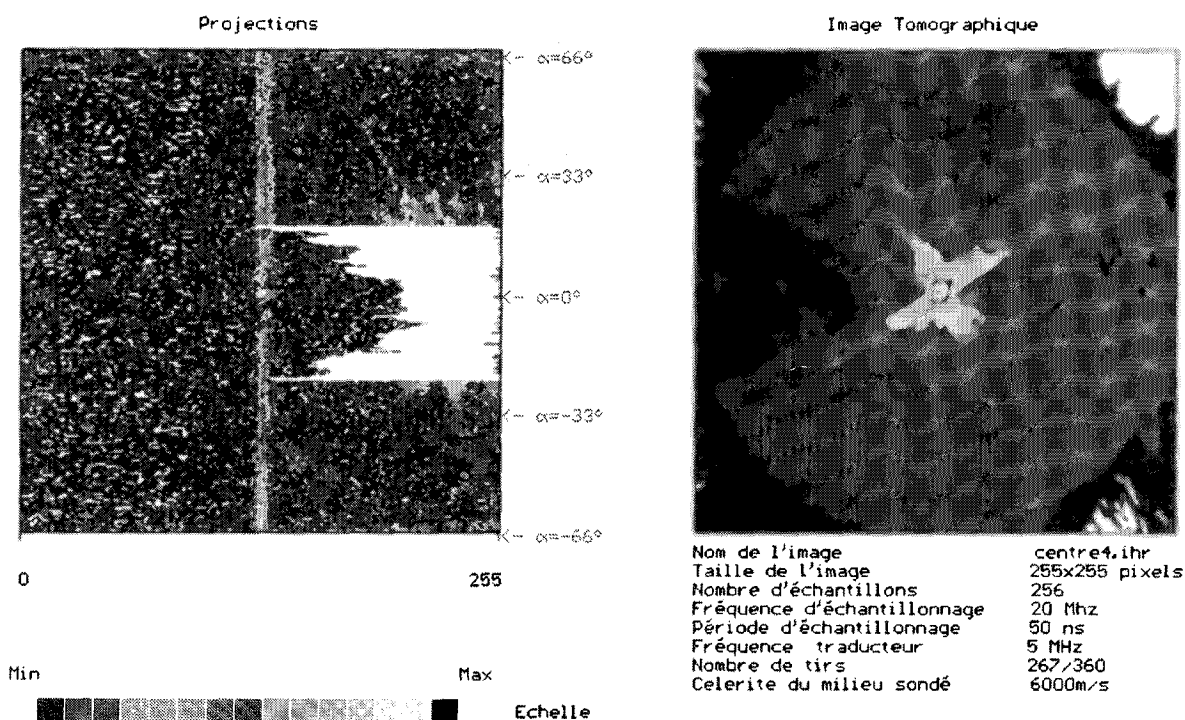 Projections
<- α=66°
<- α=33°
<- α=0°
<- α=-33°
<- α=-66°
0 255
Min Max
Echelle
Image Tomographique
Nom de l'image centre4.ihr
Taille de l'image 255x255 pixels
Nombre d'échantillons 256
Fréquence d'échantillonnage 20 Mhz
Période d'échantillonnage 50 ns
Fréquence traducteur 5 MHz
Nombre de tirs 267/360
Celerite du milieu sondé 6000m/s